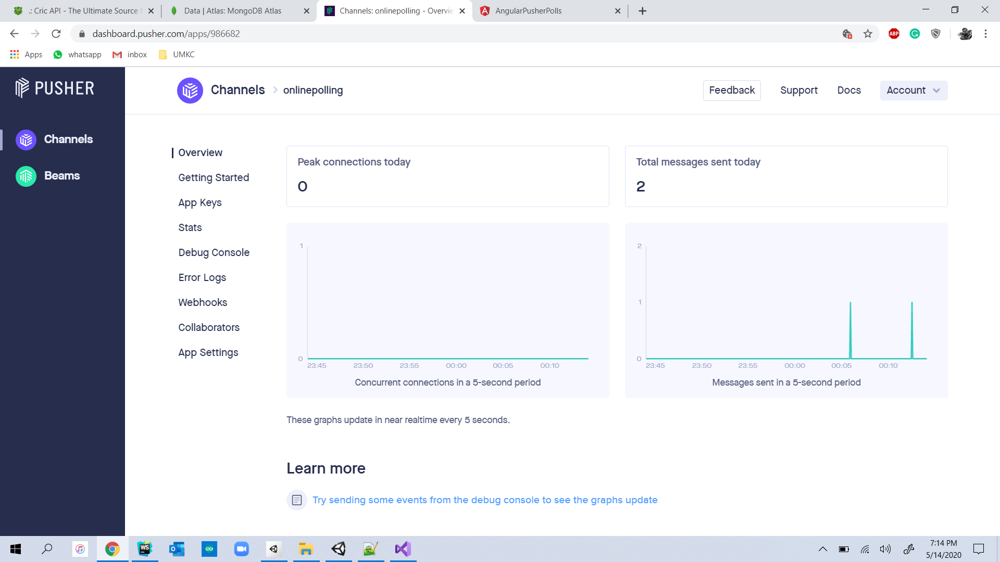 .: Cric API - The Ultimate Source f
Data | Atlas: MongoDB Atlas
Channels: onlinepolling - Overvie
AngularPusherPolls
dashboard.pusher.com/apps/986682
ABP
Apps
whatsapp
inbox
UMKC
PUSHER
Channels
onlinepolling
Feedback
Support
Docs
Account
Channels
Beams
Overview
Getting Started
App Keys
Stats
Debug Console
Error Logs
Webhooks
Collaborators
App Settings
Peak connections today
0
Total messages sent today
2
1
0
23:45 23:50 23:55 00:00 00:05 00:10
Concurrent connections in a 5-second period
2
1
0
23:45 23:50 23:55 00:00 00:05 00:10
Messages sent in a 5-second period
These graphs update in near realtime every 5 seconds.
Learn more
Try sending some events from the debug console to see the graphs update
WS
7:14 PM
5/14/2020